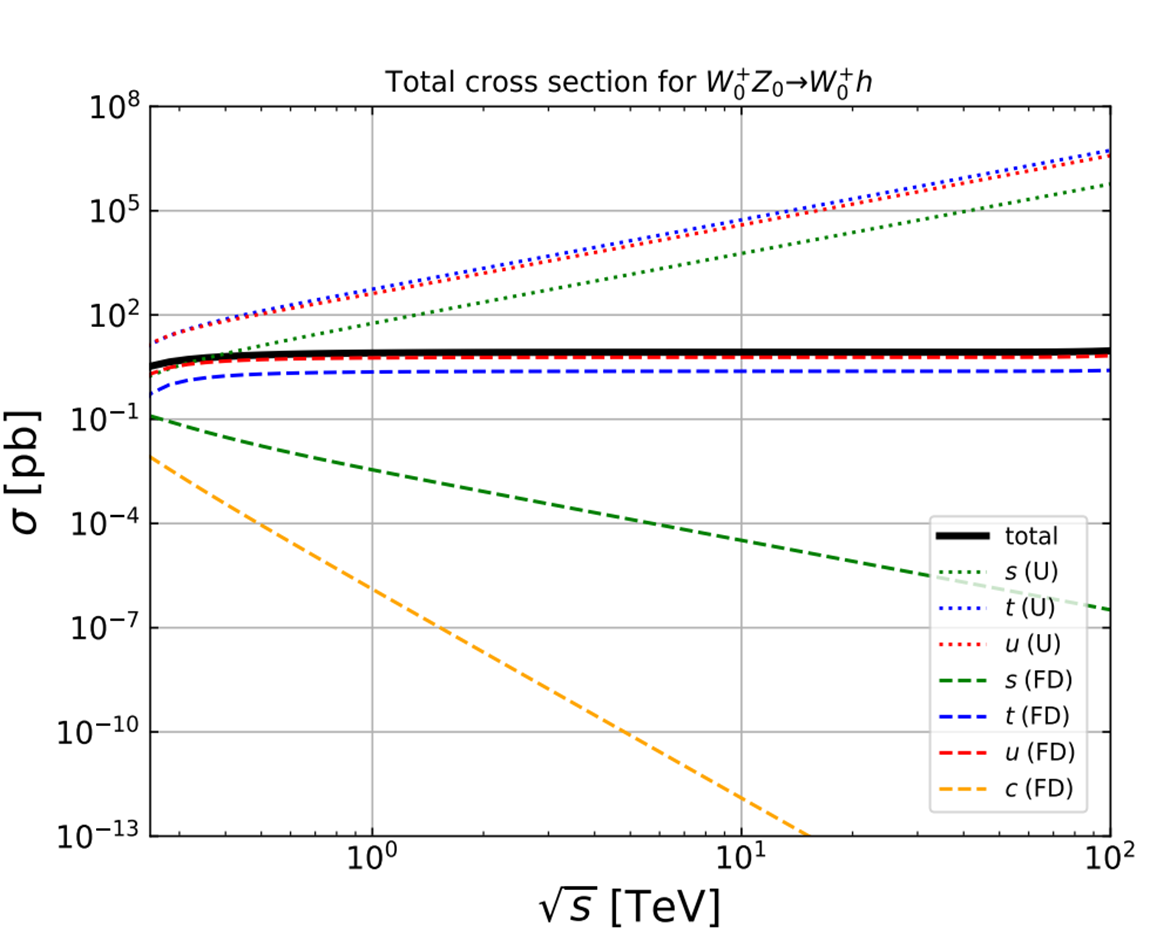 Total cross section for W₀⁺Z₀→W₀⁺h
10⁸
10⁵
10²
10⁻¹
10⁻⁴
10⁻⁷
10⁻¹⁰
10⁻¹³
σ [pb]
total
s (U)
t (U)
u (U)
s (FD)
t (FD)
u (FD)
c (FD)
10⁰
10¹
10²
√s [TeV]